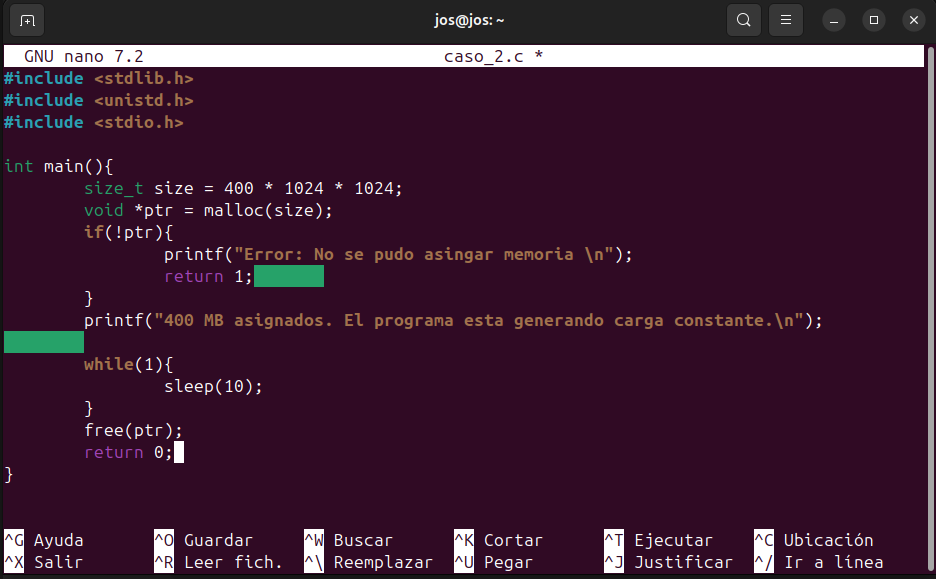 jos@jos: ~
GNU nano 7.2 caso_2.c *
#include <stdlib.h>
#include <unistd.h>
#include <stdio.h>
int main(){
size_t size = 400 * 1024 * 1024;
void *ptr = malloc(size);
if(!ptr){
printf("Error: No se pudo asingar memoria \n");
return 1;
}
printf("400 MB asignados. El programa esta generando carga constante.\n");
while(1){
sleep(10);
}
free(ptr);
return 0;
}
^G Ayuda ^O Guardar ^W Buscar ^K Cortar ^T Ejecutar ^C Ubicación
^X Salir ^R Leer fich. ^\ Reemplazar ^U Pegar ^J Justificar ^/ Ir a línea